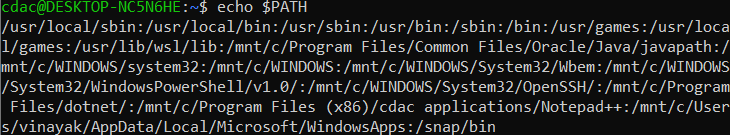 cdac@DESKTOP-NC5N6HE:~$ echo $PATH
/usr/local/sbin:/usr/local/bin:/usr/sbin:/usr/bin:/sbin:/bin:/usr/games:/usr/loca
l/games:/usr/lib/wsl/lib:/mnt/c/Program Files/Common Files/Oracle/Java/javapath:/
mnt/c/WINDOWS/system32:/mnt/c/WINDOWS:/mnt/c/WINDOWS/System32/Wbem:/mnt/c/WINDOWS
/System32/WindowsPowerShell/v1.0/:/mnt/c/WINDOWS/System32/OpenSSH/:/mnt/c/Program
 Files/dotnet/:/mnt/c/Program Files (x86)/cdac applications/Notepad++:/mnt/c/User
s/vinayak/AppData/Local/Microsoft/WindowsApps:/snap/bin